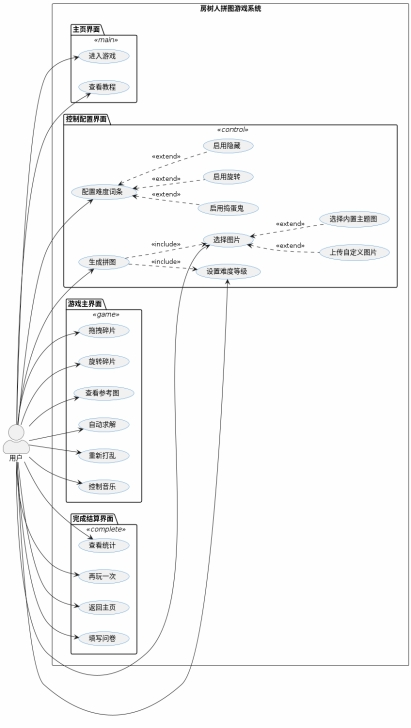 房树人拼图游戏系统
主页界面
«main»
进入游戏
查看教程
控制配置界面
«control»
启用隐藏
«extend»
启用旋转
«extend»
配置难度词条
«extend»
启用捣蛋鬼
选择内置主题图
«extend»
选择图片
«include»
«extend»
上传自定义图片
生成拼图
«include»
设置难度等级
游戏主界面
«game»
拖拽碎片
旋转碎片
查看参考图
自动求解
重新打乱
控制音乐
用户
完成结算界面
«complete»
查看统计
再玩一次
返回主页
填写问卷